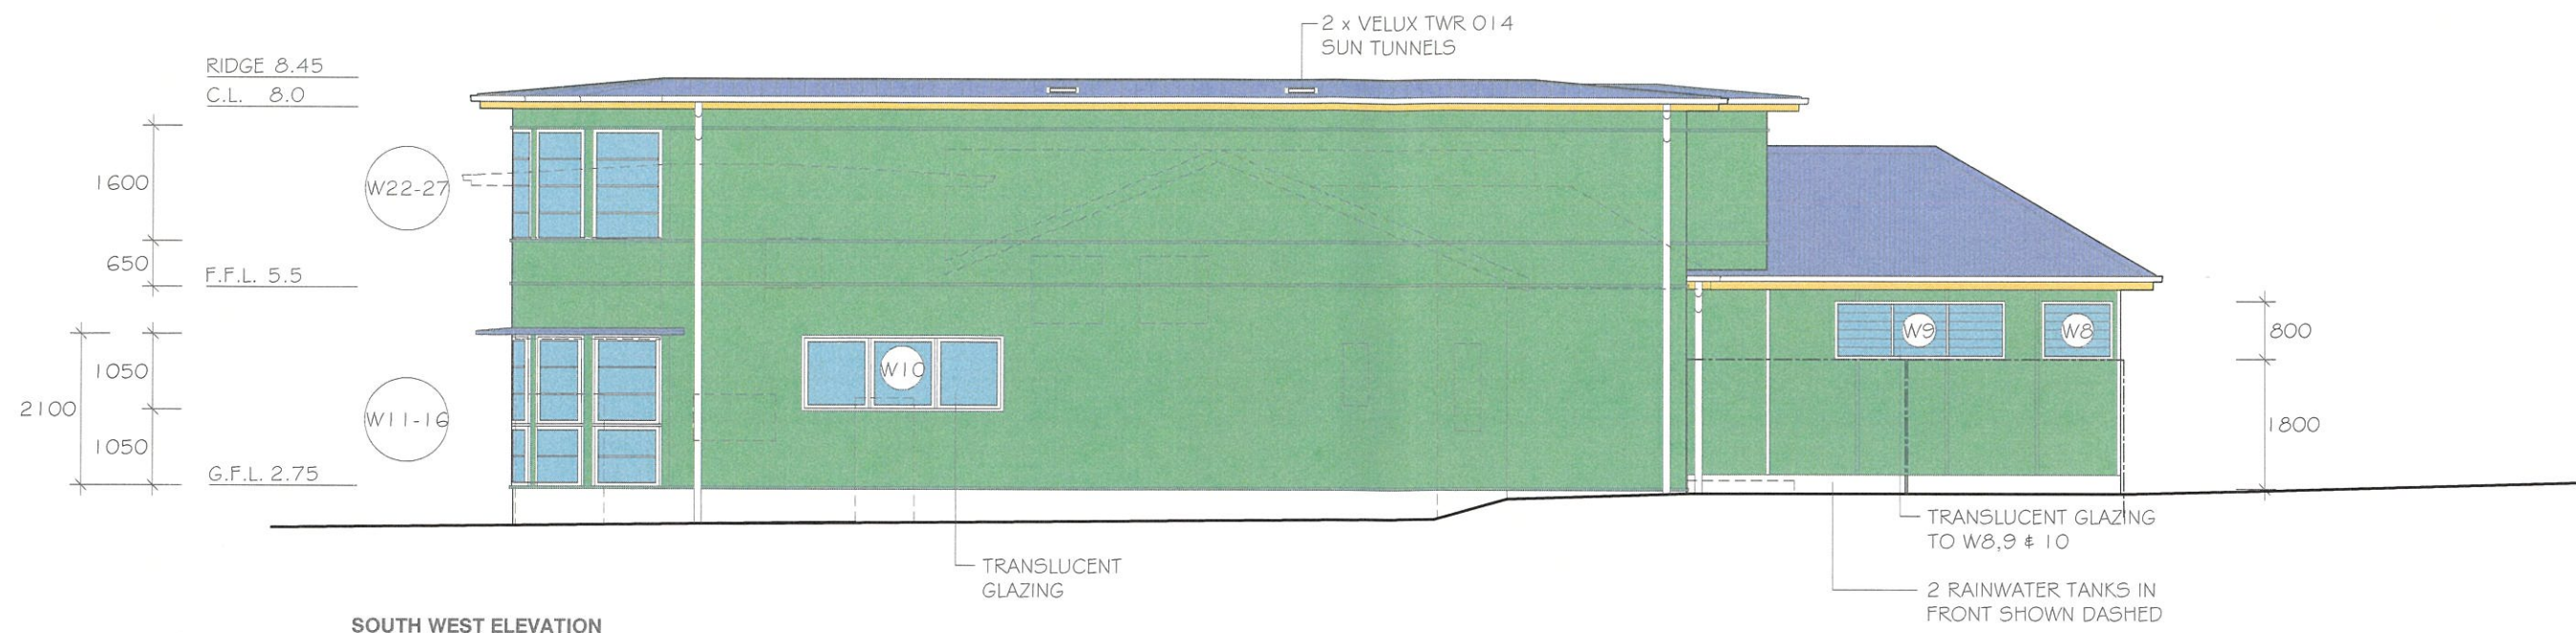 2 x VELUX TWR 014
SUN TUNNELS
RIDGE 8.45
C.L. 8.0
1600
W22-27
650
F.F.L. 5.5
W9
W8
800
1050
W10
2100
W11-16
1800
1050
G.F.L. 2.75
TRANSLUCENT GLAZING
TO W8,9 & 10
TRANSLUCENT
GLAZING
2 RAINWATER TANKS IN
FRONT SHOWN DASHED
SOUTH WEST ELEVATION